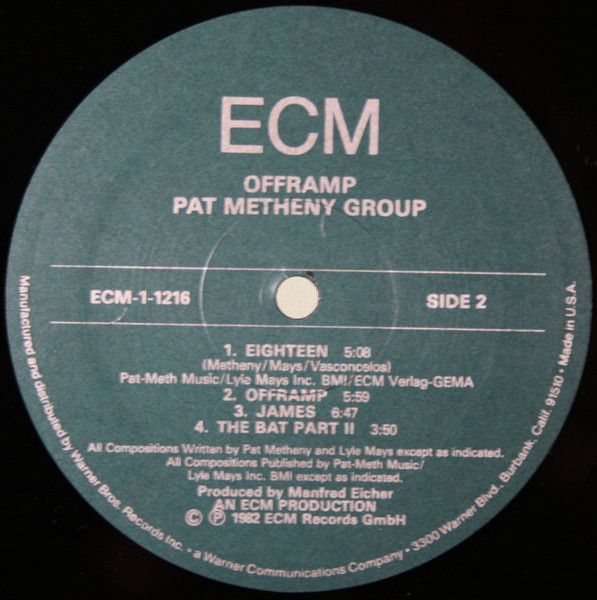 ECM
OFFRAMP
PAT METHENY GROUP
ECM-1-1216
SIDE 2
1. EIGHTEEN 5:08
(Metheny/Mays/Vasconcelos)
Pat-Meth Music/Lyle Mays Inc. BMI/ECM Verlag-GEMA
2. OFFRAMP 5:59
3. JAMES 6:47
4. THE BAT PART II 3:50
All Compositions Written by Pat Metheny and Lyle Mays except as indicated.
All Compositions Published by Pat-Meth Music/
Lyle Mays Inc. BMI except as indicated.
Produced by Manfred Eicher
AN ECM PRODUCTION
© ℗ 1982 ECM Records GmbH
Manufactured and distributed by Warner Bros. Records Inc. • a Warner Communications Company • 3300 Warner Blvd. Burbank, Calif. 91510 • Made in U.S.A.